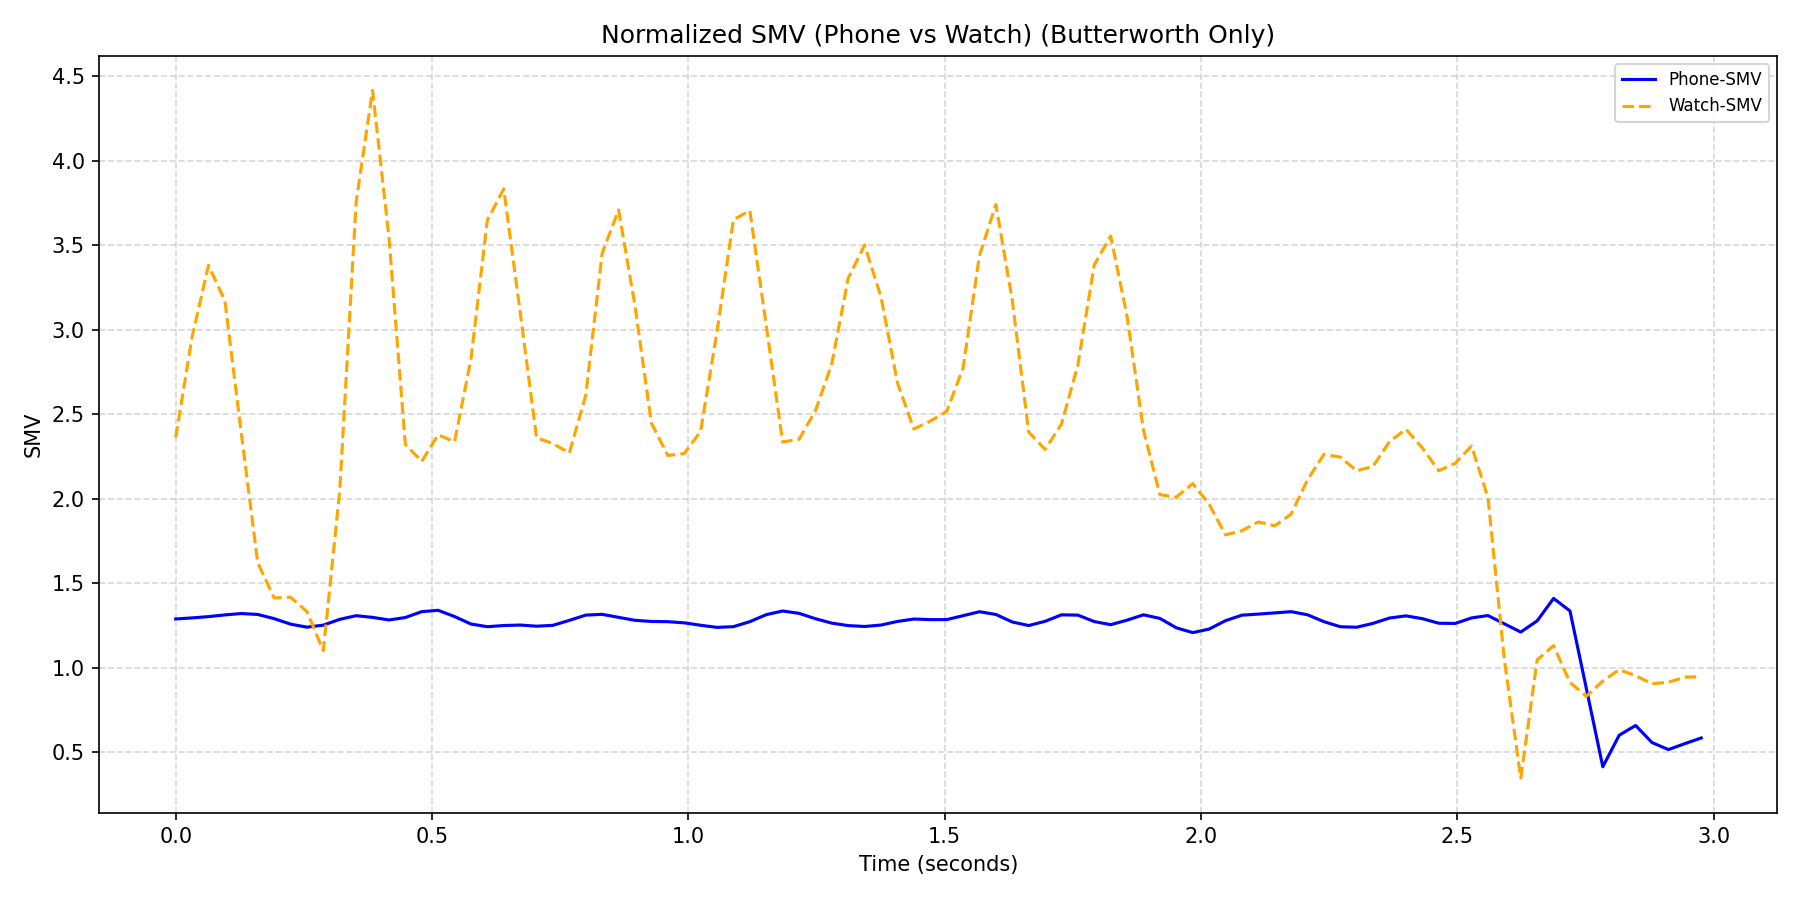 Normalized SMV (Phone vs Watch) (Butterworth Only)
Phone-SMV
Watch-SMV
4.5
4.0
3.5
3.0
2.5
2.0
1.5
1.0
0.5
SMV
0.0 0.5 1.0 1.5 2.0 2.5 3.0
Time (seconds)